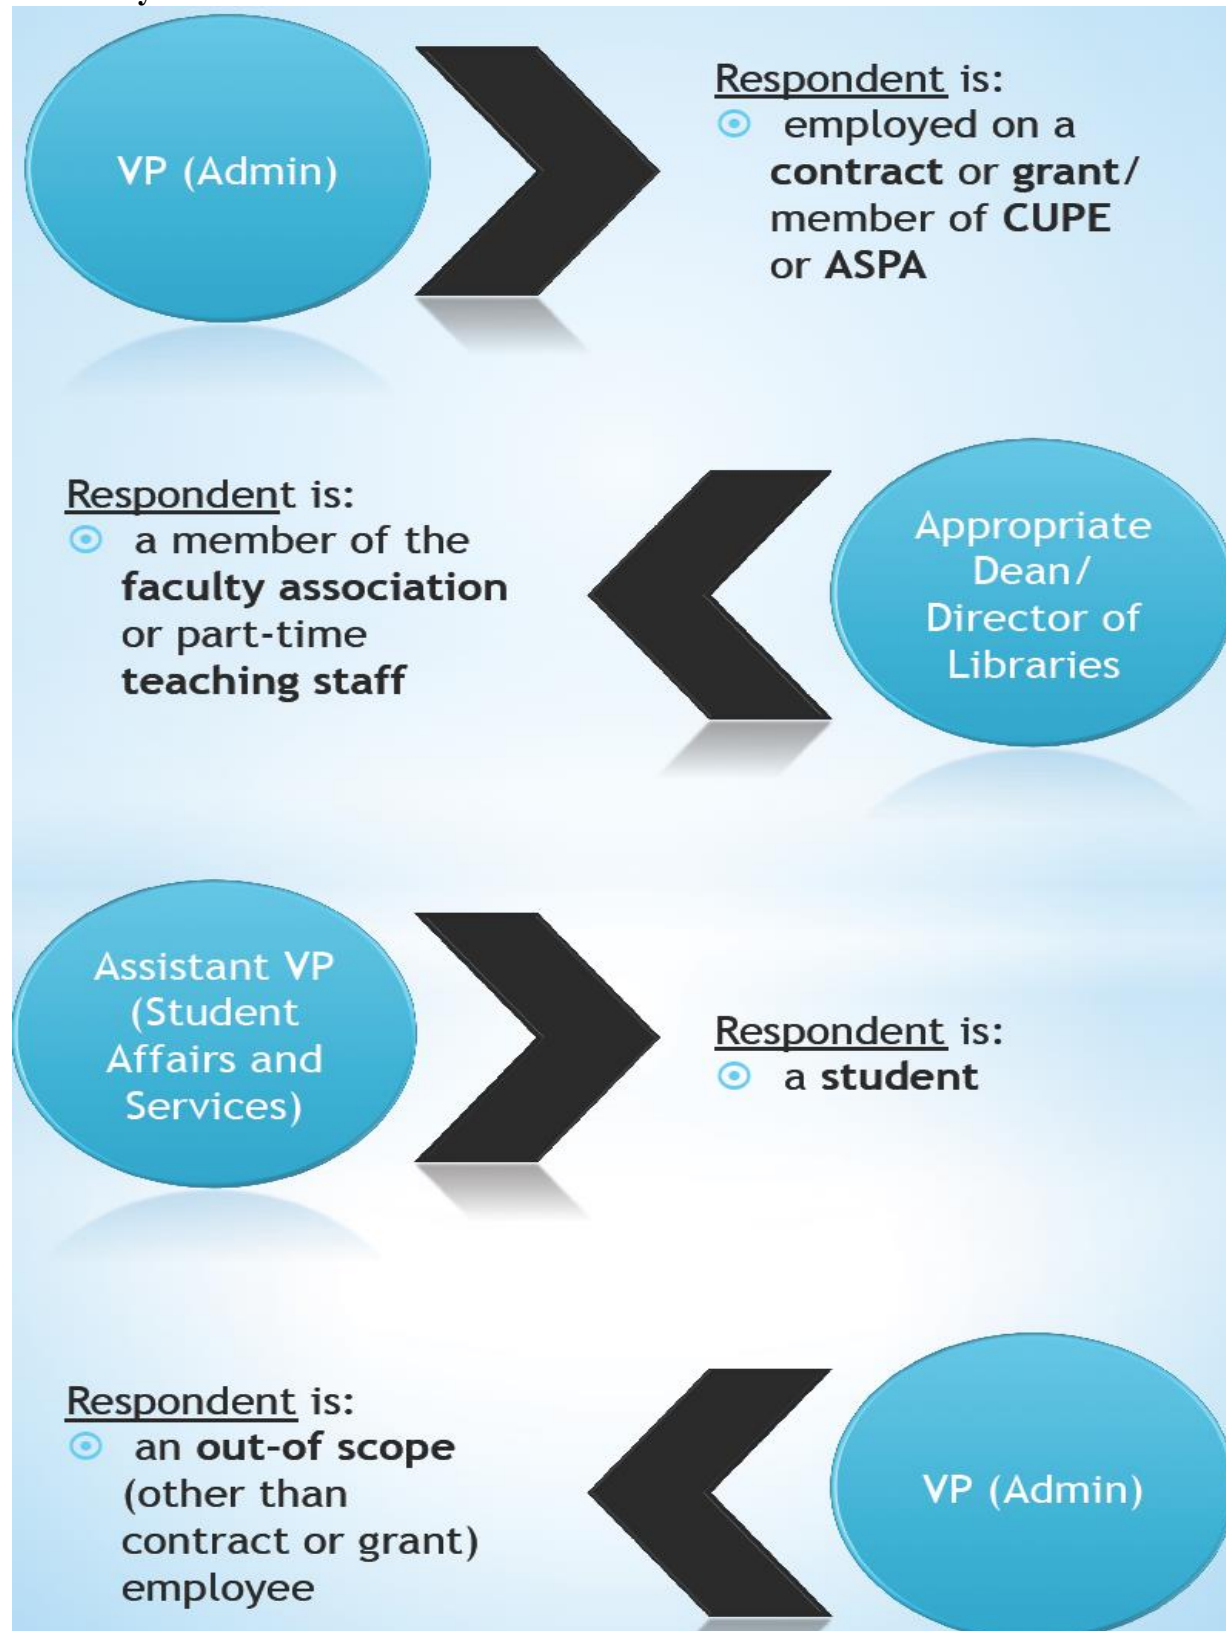 VP (Admin)
Respondent is:
employed on a
contract or grant/
member of CUPE
or ASPA
Respondent is:
a member of the
faculty association
or part-time
teaching staff
Appropriate
Dean/
Director of
Libraries
Assistant VP
(Student
Affairs and
Services)
Respondent is:
a student
Respondent is:
an out-of scope
(other than
contract or grant)
employee
VP (Admin)